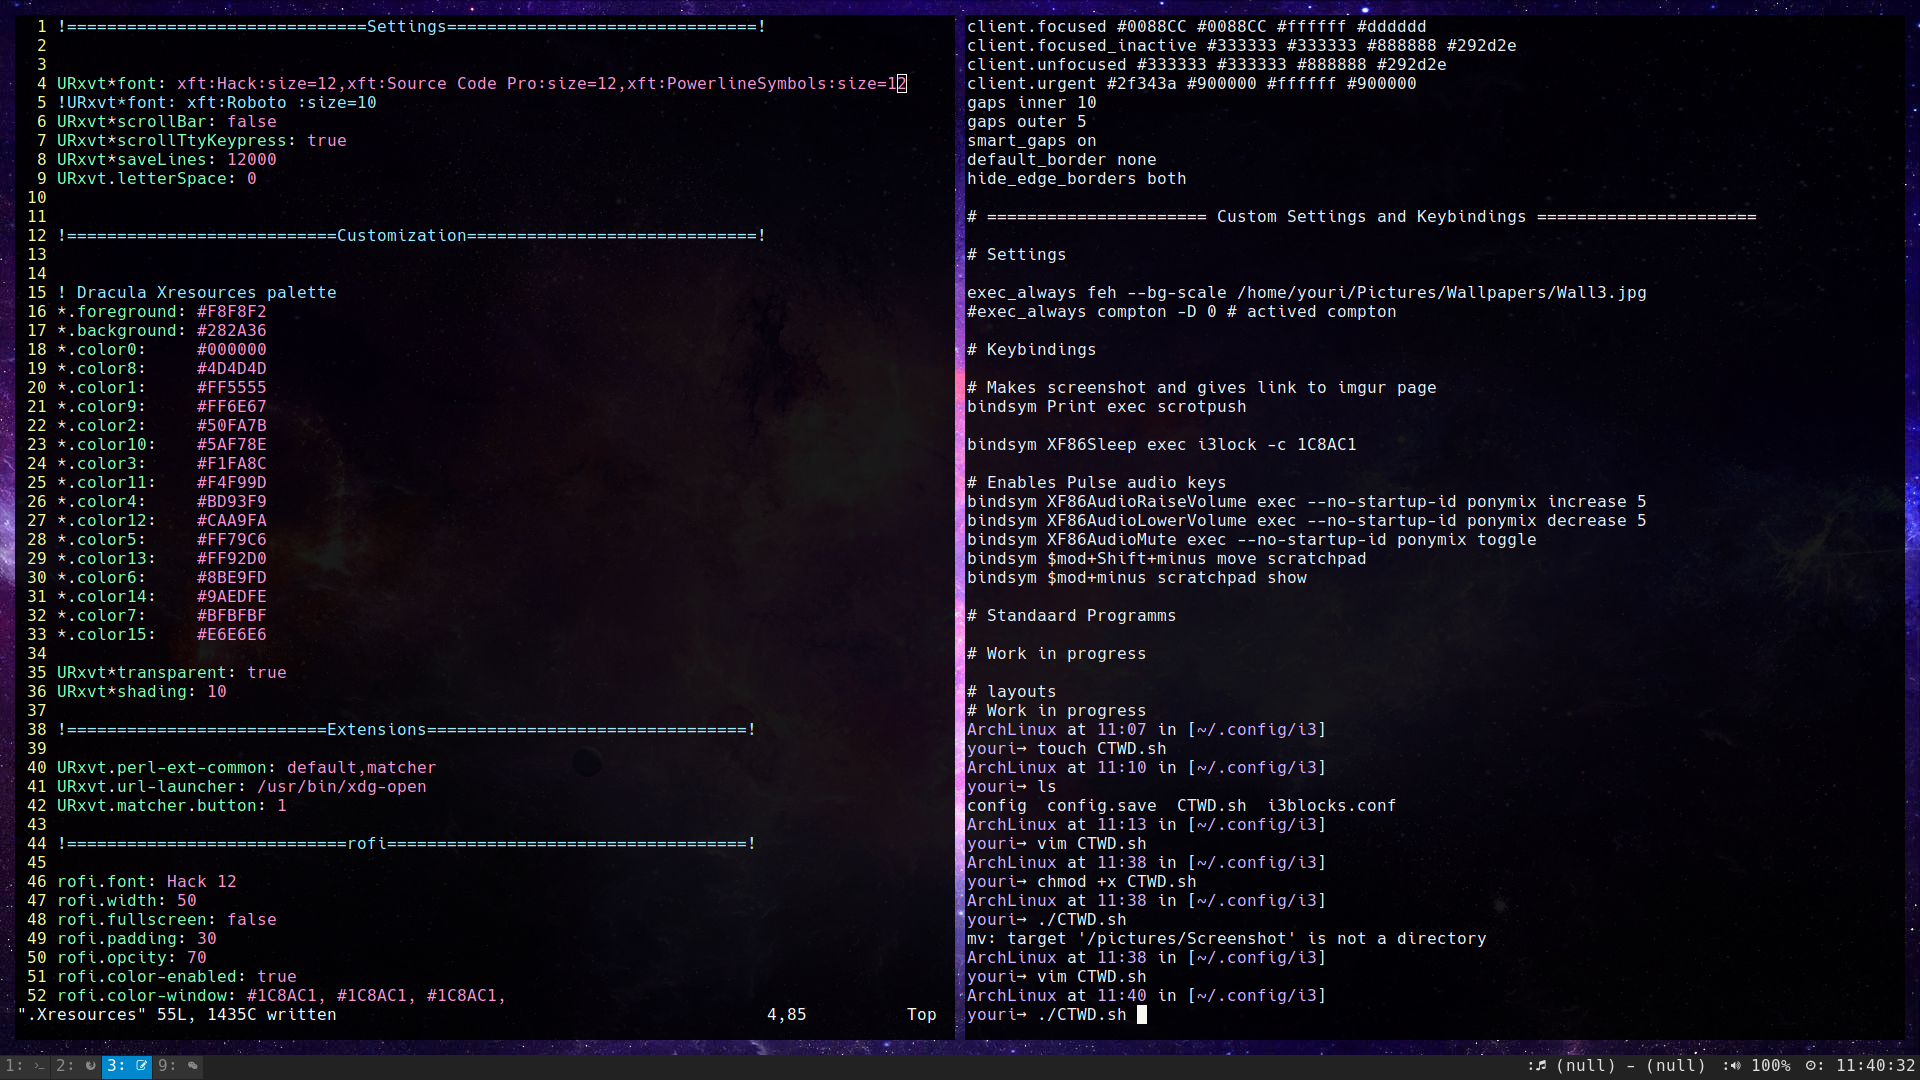 1 !==============================Settings===============================!
2
3
4 URxvt*font: xft:Hack:size=12,xft:Source Code Pro:size=12,xft:PowerlineSymbols:size=12
5 !URxvt*font: xft:Roboto :size=10
6 URxvt*scrollBar: false
7 URxvt*scrollTtyKeypress: true
8 URxvt*saveLines: 12000
9 URxvt.letterSpace: 0
10
11
12 !===========================Customization=============================!
13
14
15 ! Dracula Xresources palette
16 *.foreground: #F8F8F2
17 *.background: #282A36
18 *.color0:     #000000
19 *.color8:     #4D4D4D
20 *.color1:     #FF5555
21 *.color9:     #FF6E67
22 *.color2:     #50FA7B
23 *.color10:    #5AF78E
24 *.color3:     #F1FA8C
25 *.color11:    #F4F99D
26 *.color4:     #BD93F9
27 *.color12:    #CAA9FA
28 *.color5:     #FF79C6
29 *.color13:    #FF92D0
30 *.color6:     #8BE9FD
31 *.color14:    #9AEDFE
32 *.color7:     #BFBFBF
33 *.color15:    #E6E6E6
34
35 URxvt*transparent: true
36 URxvt*shading: 10
37
38 !==========================Extensions================================!
39
40 URxvt.perl-ext-common: default,matcher
41 URxvt.url-launcher: /usr/bin/xdg-open
42 URxvt.matcher.button: 1
43
44 !============================rofi====================================!
45
46 rofi.font: Hack 12
47 rofi.width: 50
48 rofi.fullscreen: false
49 rofi.padding: 30
50 rofi.opcity: 70
51 rofi.color-enabled: true
52 rofi.color-window: #1C8AC1, #1C8AC1, #1C8AC1,
".Xresources" 55L, 1435C written 4,85 Top
client.focused #0088CC #0088CC #ffffff #dddddd
client.focused_inactive #333333 #333333 #888888 #292d2e
client.unfocused #333333 #333333 #888888 #292d2e
client.urgent #2f343a #900000 #ffffff #900000
gaps inner 10
gaps outer 5
smart_gaps on
default_border none
hide_edge_borders both
# ====================== Custom Settings and Keybindings ======================
# Settings
exec_always feh --bg-scale /home/youri/Pictures/Wallpapers/Wall3.jpg
#exec_always compton -D 0 # actived compton
# Keybindings
# Makes screenshot and gives link to imgur page
bindsym Print exec scrotpush
bindsym XF86Sleep exec i3lock -c 1C8AC1
# Enables Pulse audio keys
bindsym XF86AudioRaiseVolume exec --no-startup-id ponymix increase 5
bindsym XF86AudioLowerVolume exec --no-startup-id ponymix decrease 5
bindsym XF86AudioMute exec --no-startup-id ponymix toggle
bindsym $mod+Shift+minus move scratchpad
bindsym $mod+minus scratchpad show
# Standaard Programms
# Work in progress
# layouts
# Work in progress
ArchLinux at 11:07 in [~/.config/i3]
youri→ touch CTWD.sh
ArchLinux at 11:10 in [~/.config/i3]
youri→ ls
config  config.save  CTWD.sh  i3blocks.conf
ArchLinux at 11:13 in [~/.config/i3]
youri→ vim CTWD.sh
ArchLinux at 11:38 in [~/.config/i3]
youri→ chmod +x CTWD.sh
ArchLinux at 11:38 in [~/.config/i3]
youri→ ./CTWD.sh
mv: target '/pictures/Screenshot' is not a directory
ArchLinux at 11:38 in [~/.config/i3]
youri→ vim CTWD.sh
ArchLinux at 11:40 in [~/.config/i3]
youri→ ./CTWD.sh
1: 2: 3: 9: :♫ (null) - (null) : 100% : 11:40:32